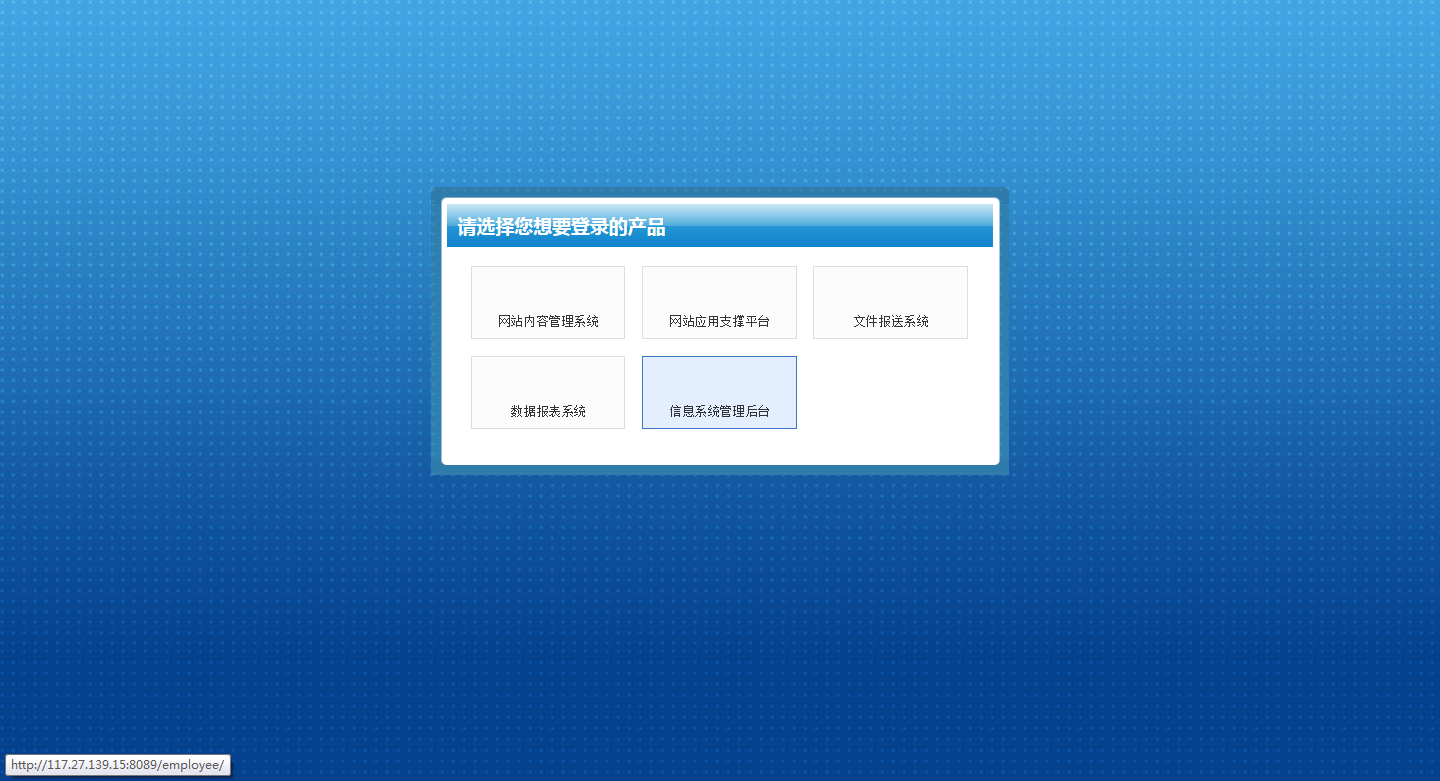 请选择您想要登录的产品
网站内容管理系统
网站应用支撑平台
文件报送系统
数据报表系统
信息系统管理后台
http://117.27.139.15:8089/employee/